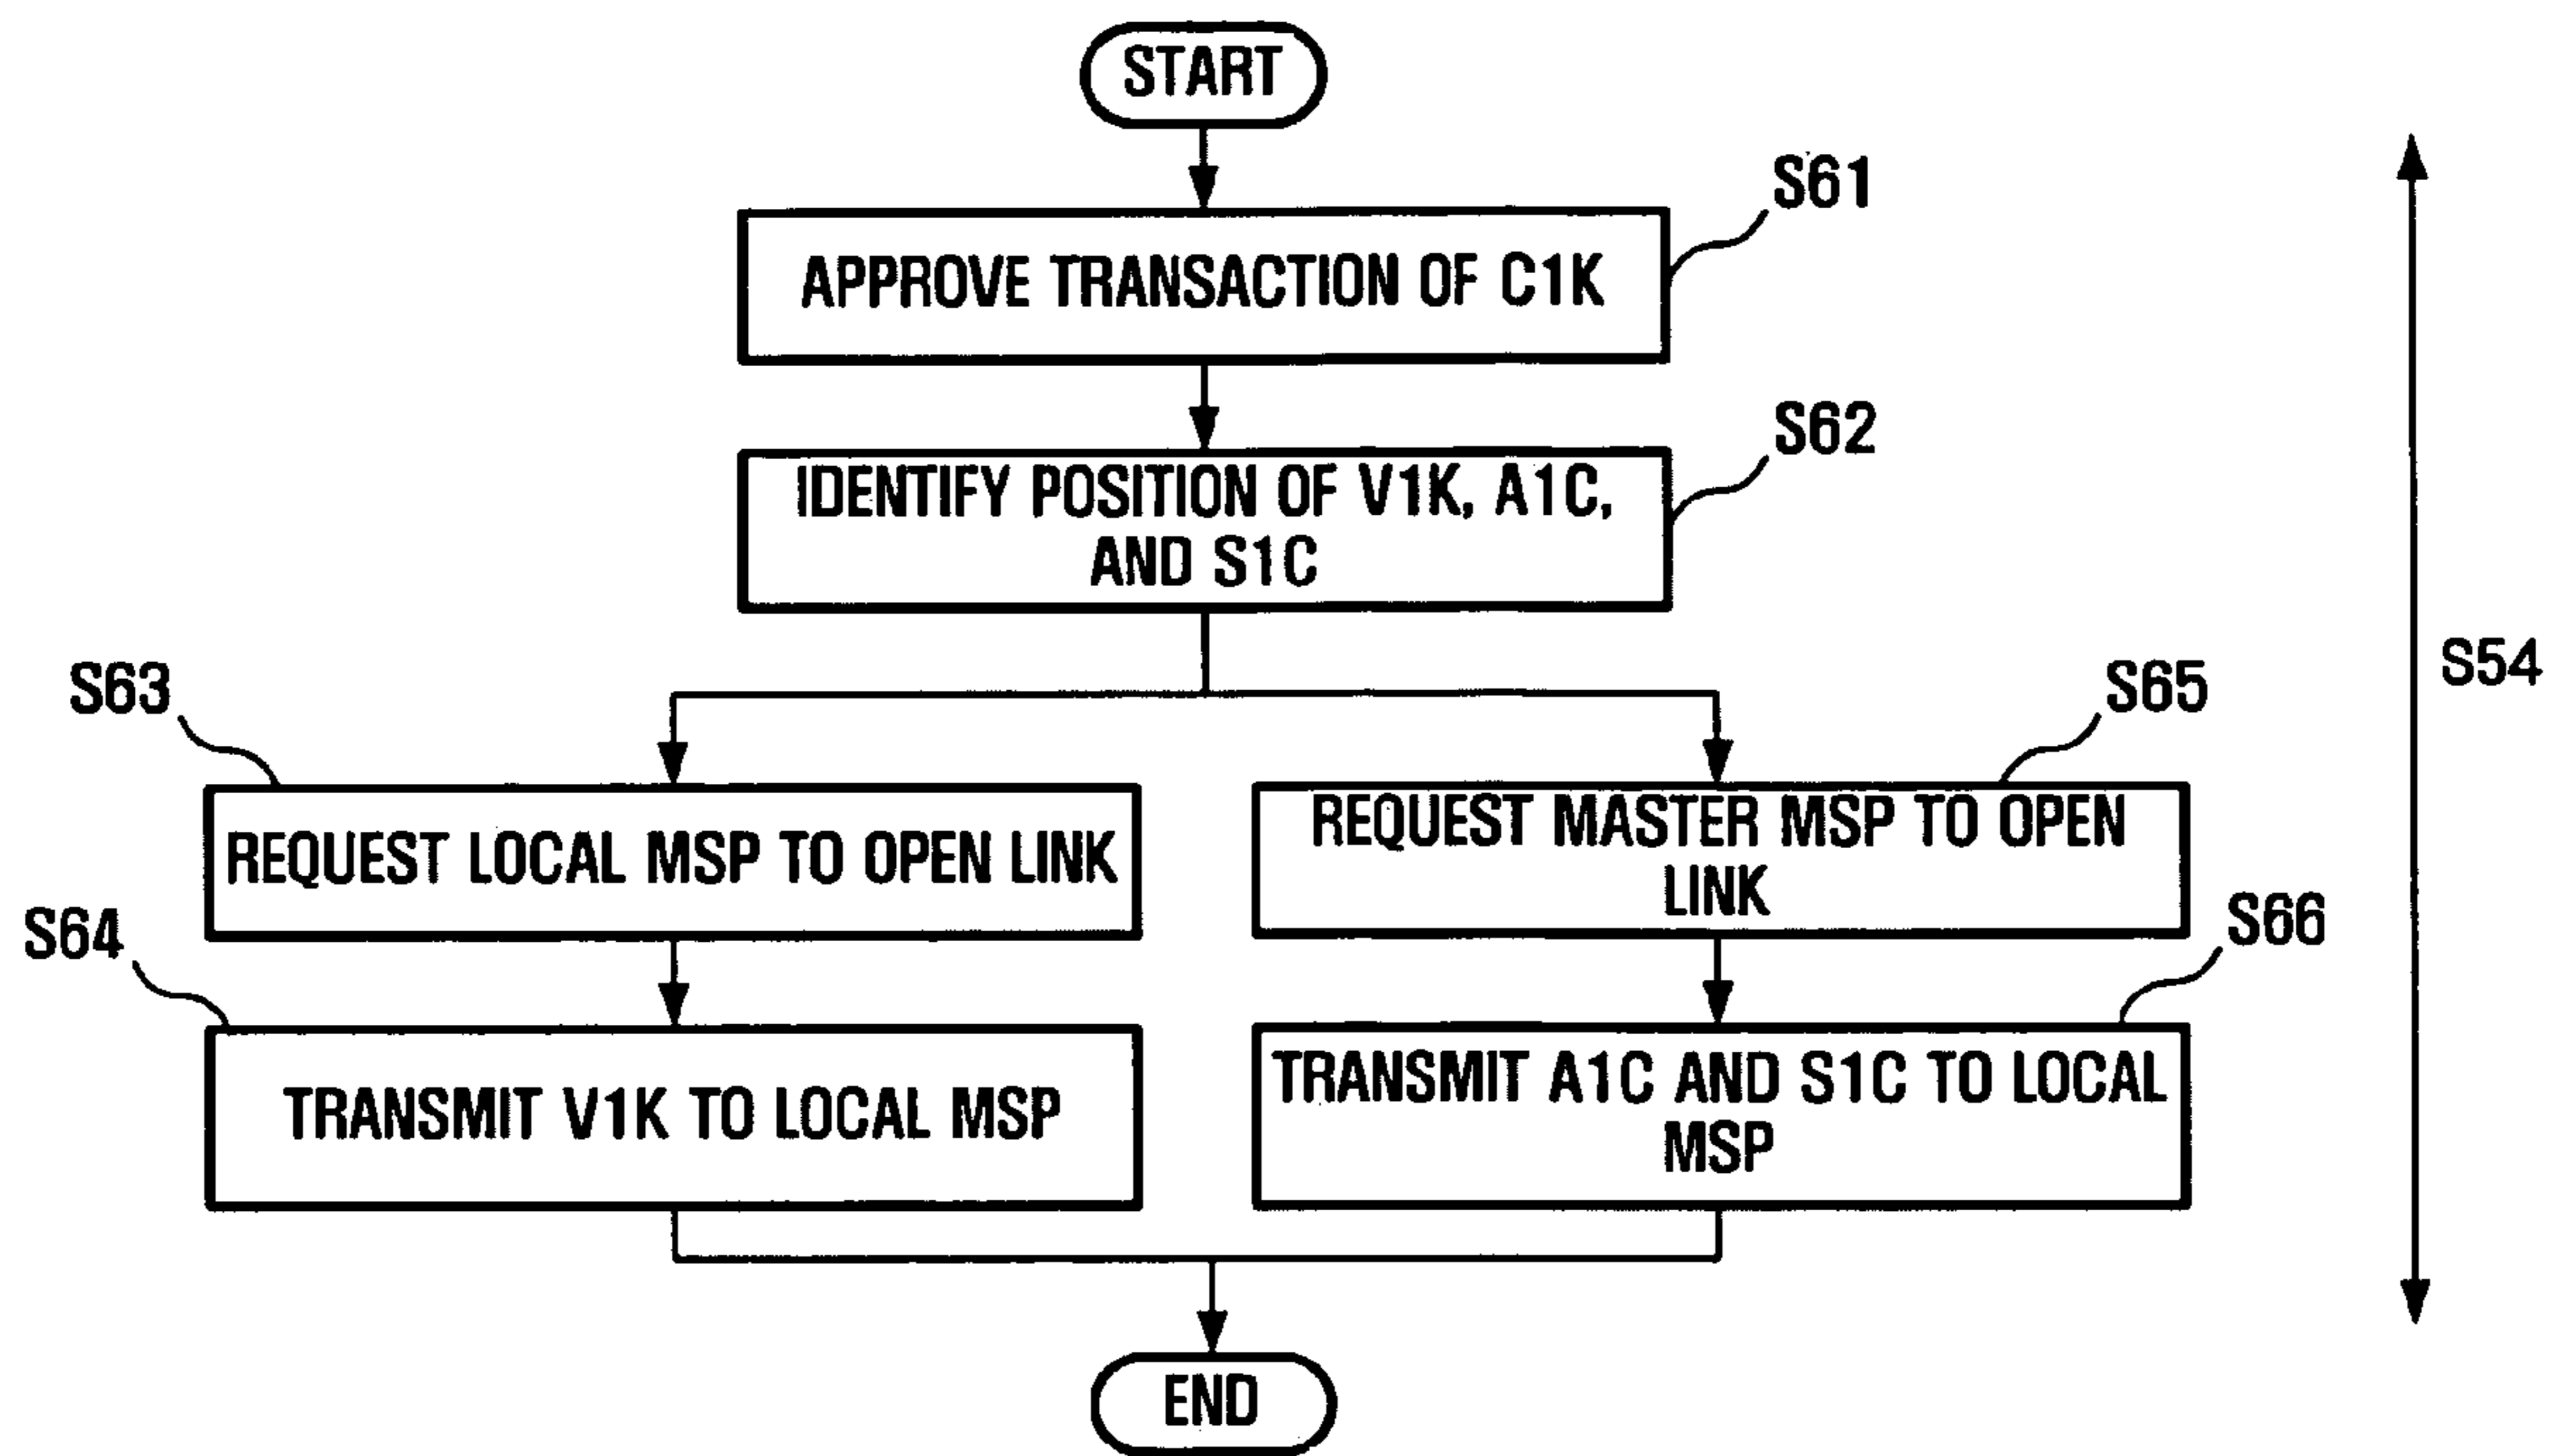 START
S61
APPROVE TRANSACTION OF C1K
S62
IDENTIFY POSITION OF V1K, A1C,
AND S1C
S54
S63
REQUEST LOCAL MSP TO OPEN LINK
S65
REQUEST MASTER MSP TO OPEN
LINK
S64
TRANSMIT V1K TO LOCAL MSP
S66
TRANSMIT A1C AND S1C TO LOCAL
MSP
END